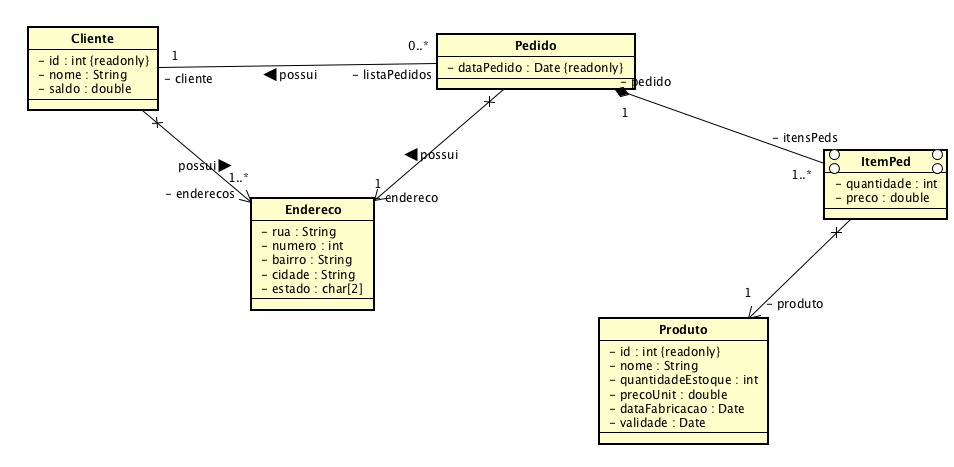 Cliente
– id : int {readonly}
– nome : String
– saldo : double
1
0..*
– cliente
possui
– listaPedidos
Pedido
– dataPedido : Date {readonly}
– pedido
1
– itensPeds
1..*
ItemPed
– quantidade : int
– preco : double
possui
1..*
– enderecos
possui
1
– endereco
Endereco
– rua : String
– numero : int
– bairro : String
– cidade : String
– estado : char[2]
1
– produto
Produto
– id : int {readonly}
– nome : String
– quantidadeEstoque : int
– precoUnit : double
– dataFabricacao : Date
– validade : Date